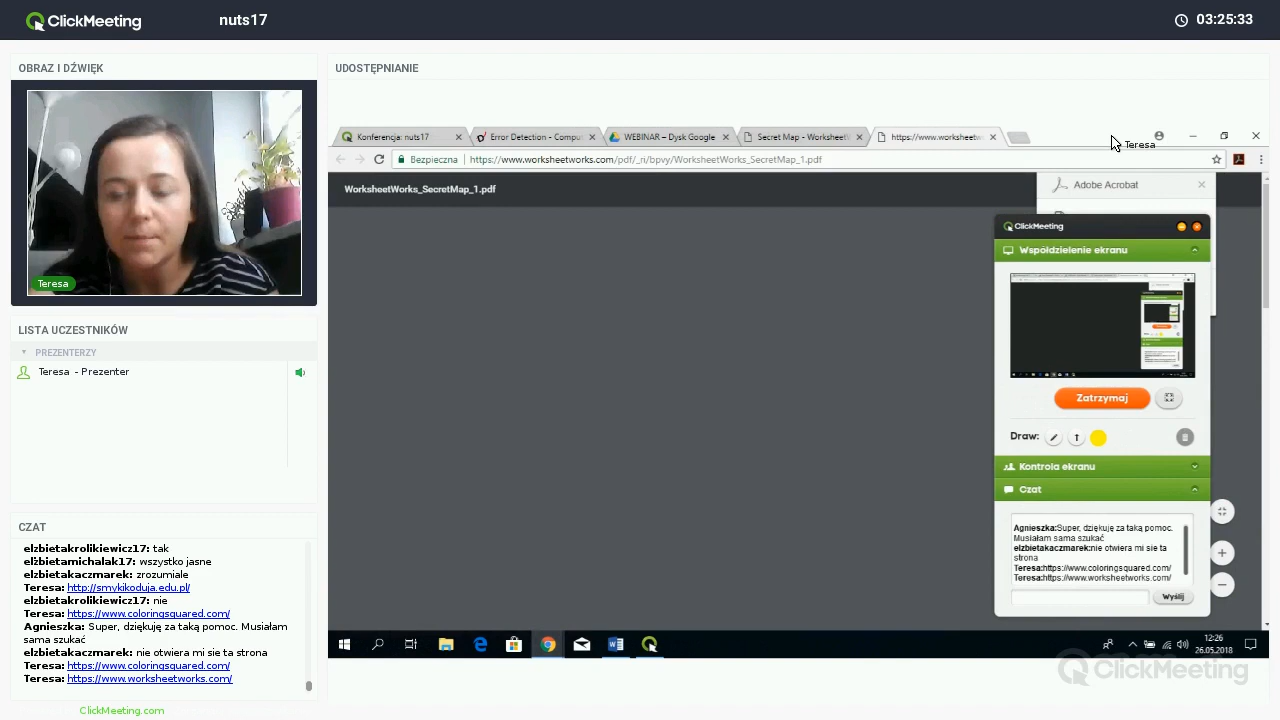 ClickMeeting
nuts17
03:25:33
OBRAZ I DŹWIĘK
Teresa
LISTA UCZESTNIKÓW
PREZENTERZY
Teresa - Prezenter
CZAT
elzbietakrolikiewicz17: tak
elżbietamichalak17: wszystko jasne
elzbietakaczmarek: zrozumiale
Teresa: http://smykikoduja.edu.pl/
elzbietakrolikiewicz17: nie
Teresa: https://www.coloringsquared.com/
Agnieszka: Super, dziękuję za taką pomoc. Musiałam
sama szukać
elzbietakaczmarek: nie otwiera mi sie ta strona
Teresa: https://www.coloringsquared.com/
Teresa: https://www.worksheetworks.com/
ClickMeeting.com
UDOSTĘPNIANIE
Konferencja: nuts17
Error Detection - Compu
WEBINAR – Dysk Google
Secret Map - Worksheet
https://www.worksheetw
Teresa
Bezpieczna
https://www.worksheetworks.com/pdf/_ri/bpvy/WorksheetWorks_SecretMap_1.pdf
WorksheetWorks_SecretMap_1.pdf
Adobe Acrobat
ClickMeeting
Współdzielenie ekranu
Zatrzymaj
Draw:
Kontrola ekranu
Czat
Agnieszka:Super, dziękuję za taką pomoc.
Musiałam sama szukać
elzbietakaczmarek:nie otwiera mi sie ta
strona
Teresa:https://www.coloringsquared.com/
Teresa:https://www.worksheetworks.com/
Wyślij
12:26
26.05.2018
ClickMeeting